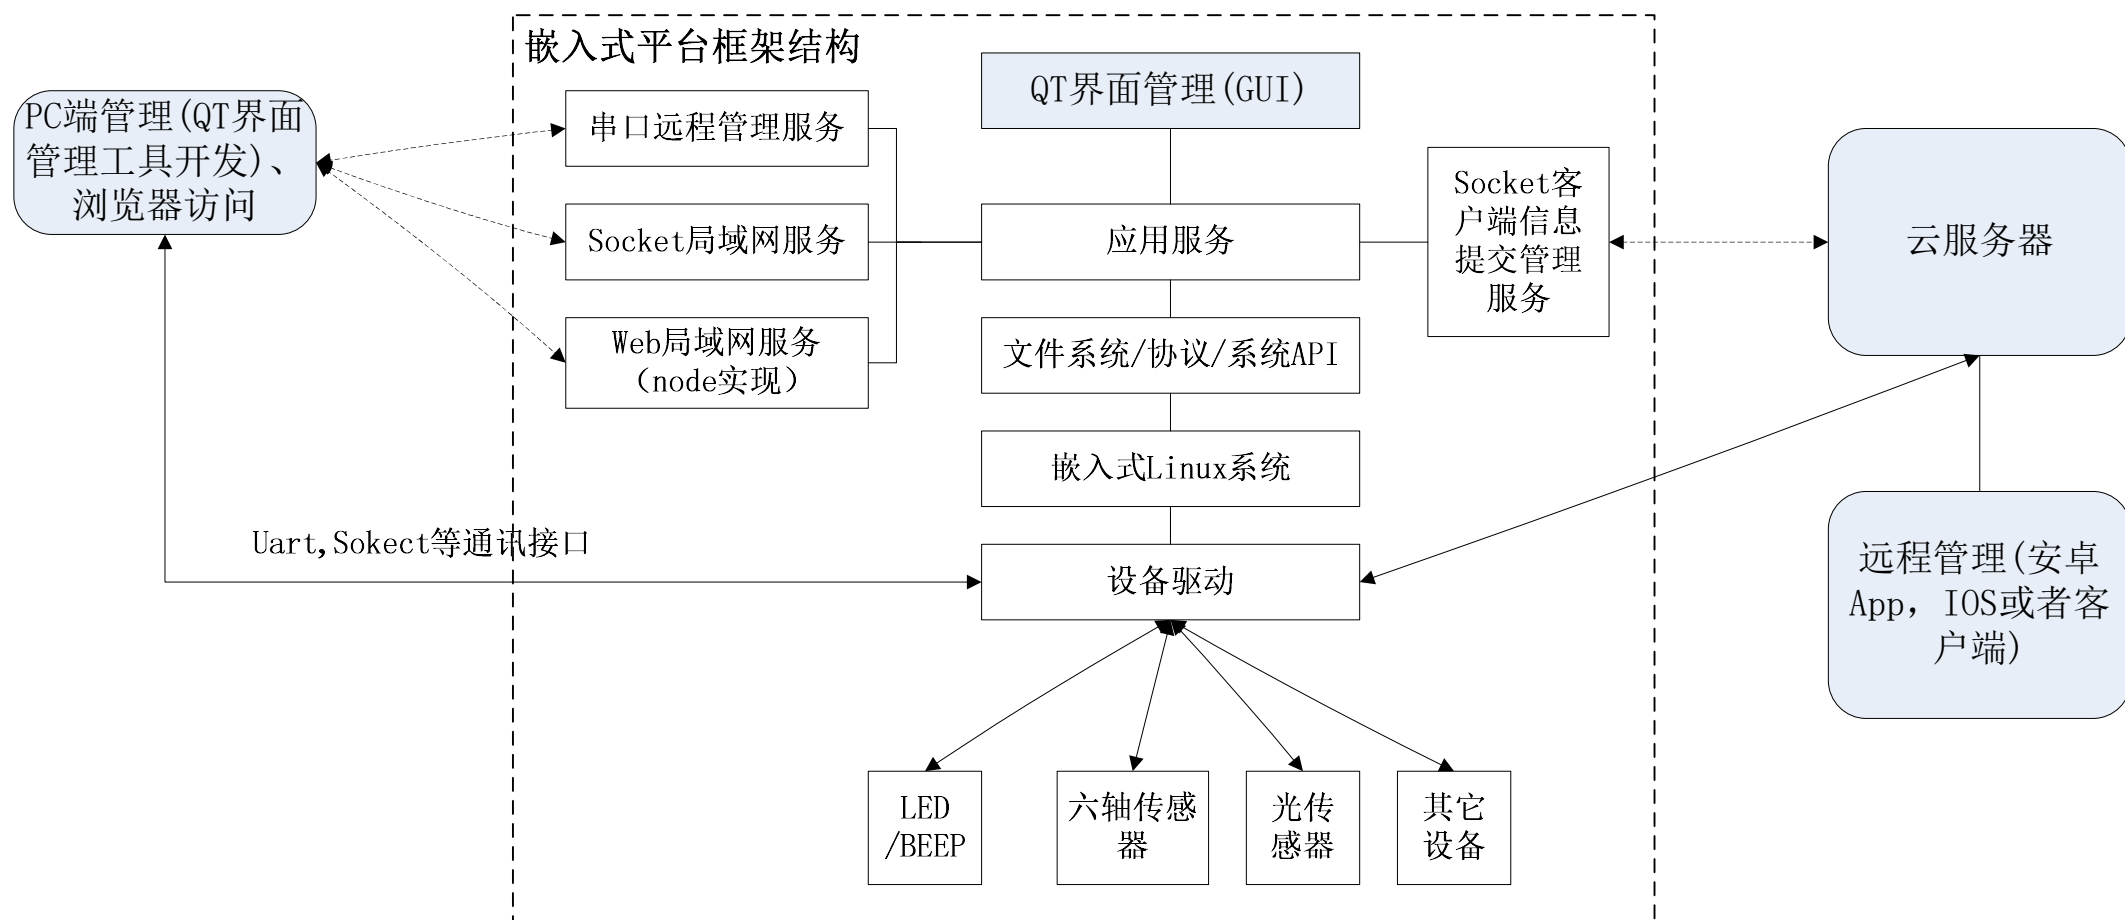 嵌入式平台框架结构
QT界面管理(GUI)
PC端管理(QT界面
管理工具开发)、
浏览器访问
串口远程管理服务
Socket局域网服务
Web局域网服务
（node实现）
应用服务
Socket客
户端信息
提交管理
服务
云服务器
文件系统/协议/系统API
嵌入式Linux系统
Uart,Sokect等通讯接口
设备驱动
远程管理(安卓
App，IOS或者客
户端)
LED
/BEEP
六轴传感
器
光传
感器
其它
设备